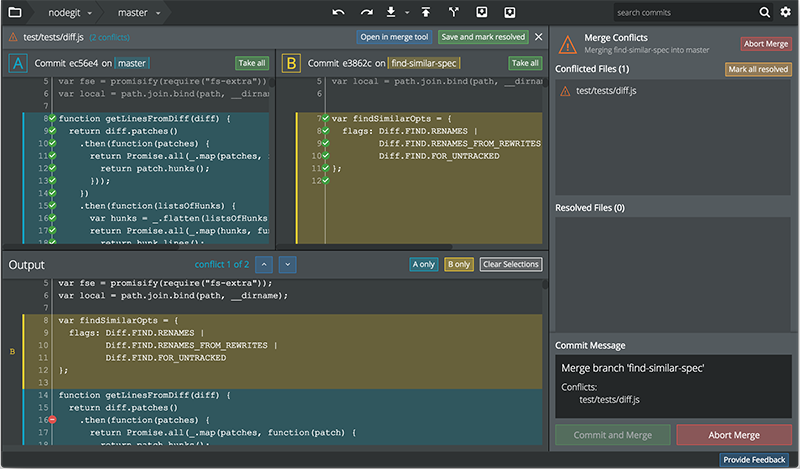 nodegit
master
search commits
test/tests/diff.js (2 conflicts)
Open in merge tool
Save and mark resolved
A Commit ec56e4 on master
Take all
5 var fse = promisify(require("fs-extra"))
6 var local = path.join.bind(path, __dirname)
7
8 function getLinesFromDiff(diff) {
9 return diff.patches()
10 .then(function(patches) {
11 return Promise.all(_.map(patches,
12 return patch.hunks();
13 }));
14 })
15 .then(function(listsOfHunks) {
16 var hunks = _.flatten(listsOfHunks
17 return Promise.all(_.map(hunks, fu
18 return hunk.lines();
B Commit e3862c on find-similar-spec
Take all
5 var fse = promisify(require("fs-extra"));
6 var local = path.join.bind(path, __dirnam
7 var findSimilarOpts = {
8 flags: Diff.FIND.RENAMES |
9 Diff.FIND.RENAMES_FROM_REWRITES
10 Diff.FIND.FOR_UNTRACKED
11 };
12
Output
conflict 1 of 2
A only
B only
Clear Selections
5 var fse = promisify(require("fs-extra"));
6 var local = path.join.bind(path, __dirname);
7
8 var findSimilarOpts = {
9 flags: Diff.FIND.RENAMES |
10 Diff.FIND.RENAMES_FROM_REWRITES |
B
11 Diff.FIND.FOR_UNTRACKED
12 };
13
14 function getLinesFromDiff(diff) {
15 return diff.patches()
16 .then(function(patches) {
17 return Promise.all(_.map(patches, function(patch) {
18 return patch.hunks();
Merge Conflicts
Merging find-similar-spec into master
Abort Merge
Conflicted Files (1)
Mark all resolved
test/tests/diff.js
Resolved Files (0)
Commit Message
Merge branch 'find-similar-spec'
Conflicts:
test/tests/diff.js
Commit and Merge
Abort Merge
Provide Feedback